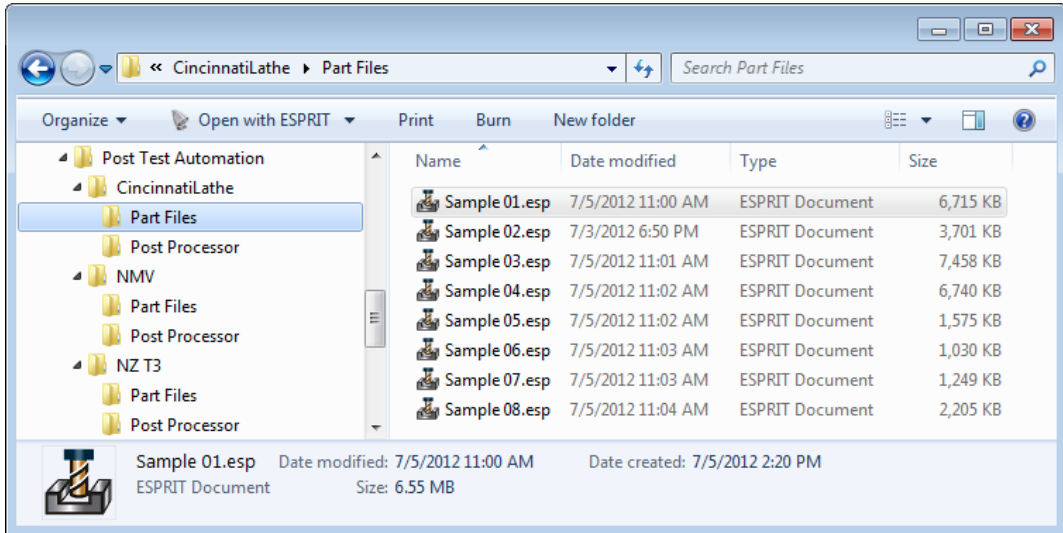 « CincinnatiLathe ▸ Part Files Search Part Files
Organize Open with ESPRIT Print Burn New folder
Post Test Automation
CincinnatiLathe
Part Files
Post Processor
NMV
Part Files
Post Processor
NZ T3
Part Files
Post Processor
Name Date modified Type Size
Sample 01.esp 7/5/2012 11:00 AM ESPRIT Document 6,715 KB
Sample 02.esp 7/3/2012 6:50 PM ESPRIT Document 3,701 KB
Sample 03.esp 7/5/2012 11:01 AM ESPRIT Document 7,458 KB
Sample 04.esp 7/5/2012 11:02 AM ESPRIT Document 6,740 KB
Sample 05.esp 7/5/2012 11:02 AM ESPRIT Document 1,575 KB
Sample 06.esp 7/5/2012 11:03 AM ESPRIT Document 1,030 KB
Sample 07.esp 7/5/2012 11:03 AM ESPRIT Document 1,249 KB
Sample 08.esp 7/5/2012 11:04 AM ESPRIT Document 2,205 KB
Sample 01.esp Date modified: 7/5/2012 11:00 AM Date created: 7/5/2012 2:20 PM
ESPRIT Document Size: 6.55 MB